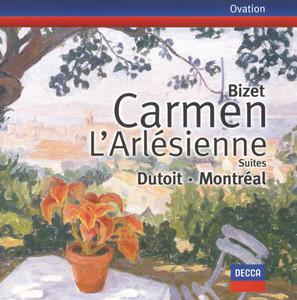 Ovation
Bizet
Carmen
L'Arlésienne
Suites
Dutoit · Montréal
DECCA